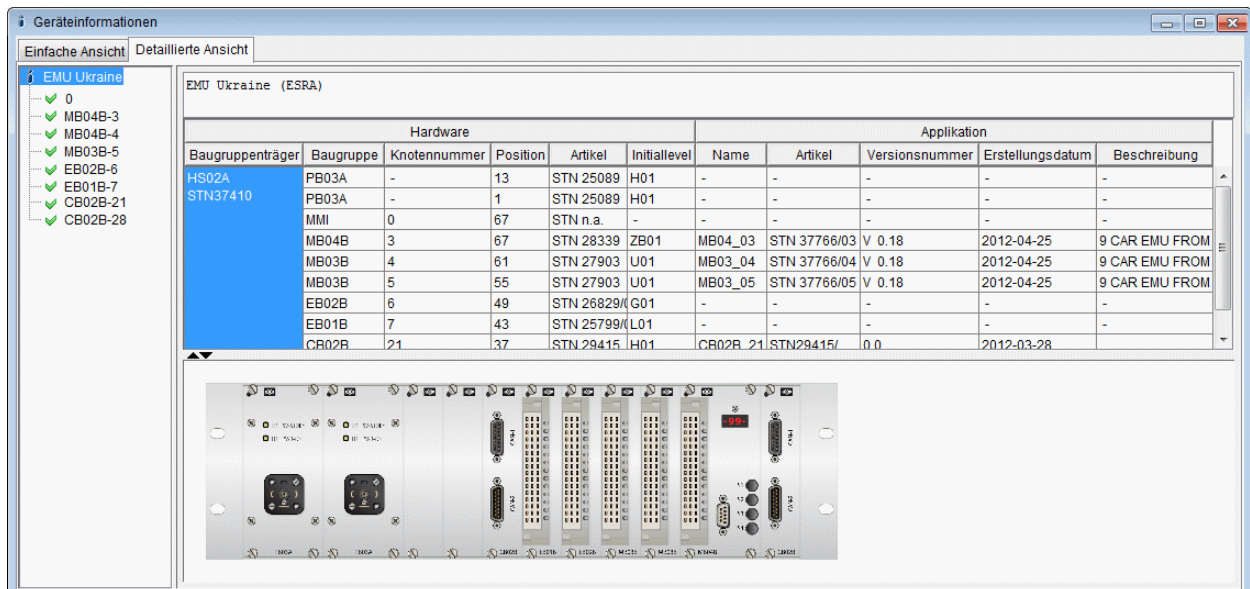 Geräteinformationen
Einfache Ansicht Detaillierte Ansicht
EMU Ukraine
0
MB04B-3
MB04B-4
MB03B-5
EB02B-6
EB01B-7
CB02B-21
CB02B-28
EMU Ukraine (ESRA)
Hardware Applikation
Baugruppenträger Baugruppe Knotennummer Position Artikel Initiallevel Name Artikel Versionsnummer Erstellungsdatum Beschreibung
HS02A PB03A - 13 STN 25089 H01 - - - - -
STN37410 PB03A - 1 STN 25089 H01 - - - - -
MMI 0 67 STN n.a. - - - - - -
MB04B 3 67 STN 28339 ZB01 MB04_03 STN 37766/03 V 0.18 2012-04-25 9 CAR EMU FROM
MB03B 4 61 STN 27903 U01 MB03_04 STN 37766/04 V 0.18 2012-04-25 9 CAR EMU FROM
MB03B 5 55 STN 27903 U01 MB03_05 STN 37766/05 V 0.18 2012-04-25 9 CAR EMU FROM
EB02B 6 49 STN 26829/ G01 - - - - -
EB01B 7 43 STN 25799/ L01 - - - - -
CB02B 21 37 STN 29415 H01 CB02B_21 STN29415/ 0.0 2012-03-28
-99-